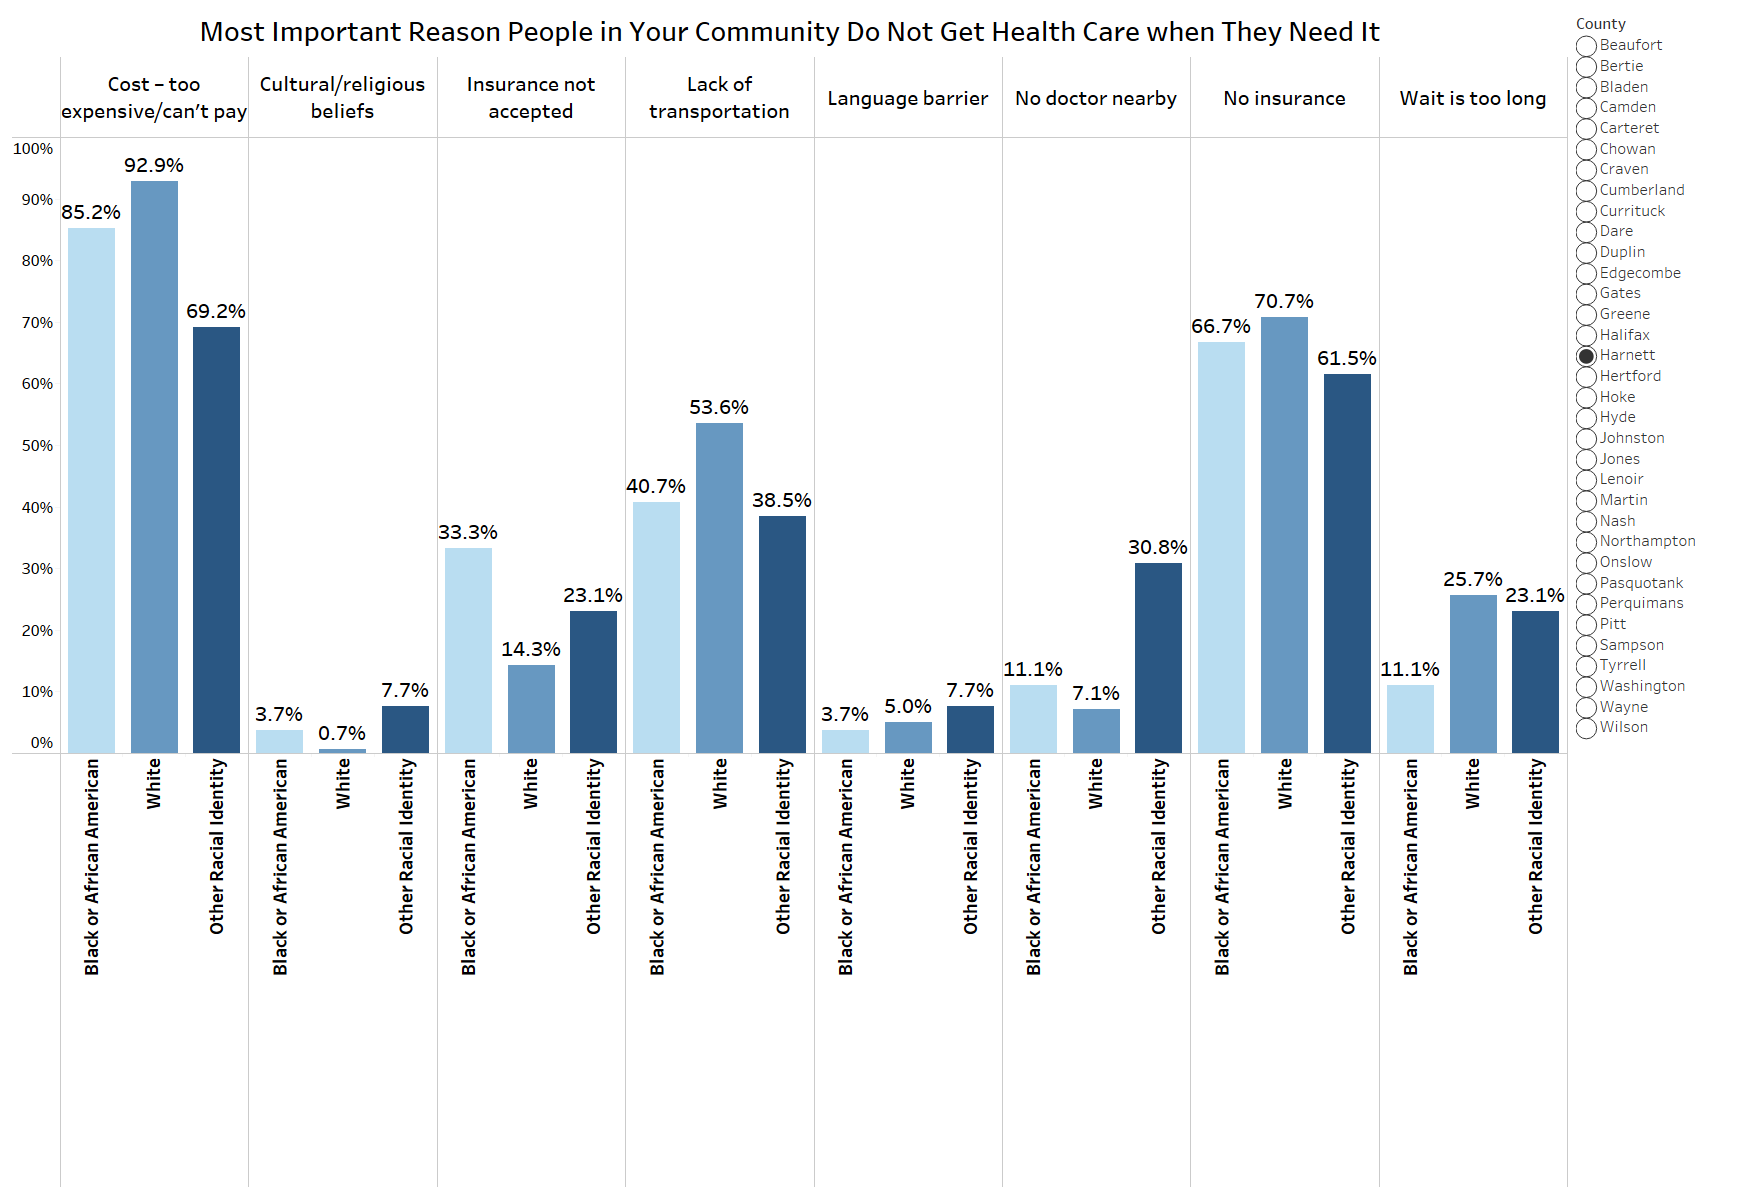 Most Important Reason People in Your Community Do Not Get Health Care when They Need It
Cost – too
expensive/can’t pay
Cultural/religious
beliefs
Insurance not
accepted
Lack of
transportation
Language barrier
No doctor nearby
No insurance
Wait is too long
100%
90%
80%
70%
60%
50%
40%
30%
20%
10%
0%
85.2%
92.9%
69.2%
3.7%
0.7%
7.7%
33.3%
14.3%
23.1%
40.7%
53.6%
38.5%
3.7%
5.0%
7.7%
11.1%
7.1%
30.8%
66.7%
70.7%
61.5%
11.1%
25.7%
23.1%
Black or African American
White
Other Racial Identity
Black or African American
White
Other Racial Identity
Black or African American
White
Other Racial Identity
Black or African American
White
Other Racial Identity
Black or African American
White
Other Racial Identity
Black or African American
White
Other Racial Identity
Black or African American
White
Other Racial Identity
Black or African American
White
Other Racial Identity
County
Beaufort
Bertie
Bladen
Camden
Carteret
Chowan
Craven
Cumberland
Currituck
Dare
Duplin
Edgecombe
Gates
Greene
Halifax
Harnett
Hertford
Hoke
Hyde
Johnston
Jones
Lenoir
Martin
Nash
Northampton
Onslow
Pasquotank
Perquimans
Pitt
Sampson
Tyrrell
Washington
Wayne
Wilson